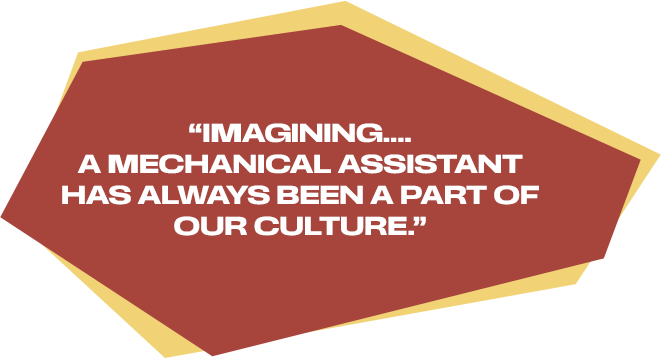 “IMAGINING....
A MECHANICAL ASSISTANT
HAS ALWAYS BEEN A PART OF
OUR CULTURE.”